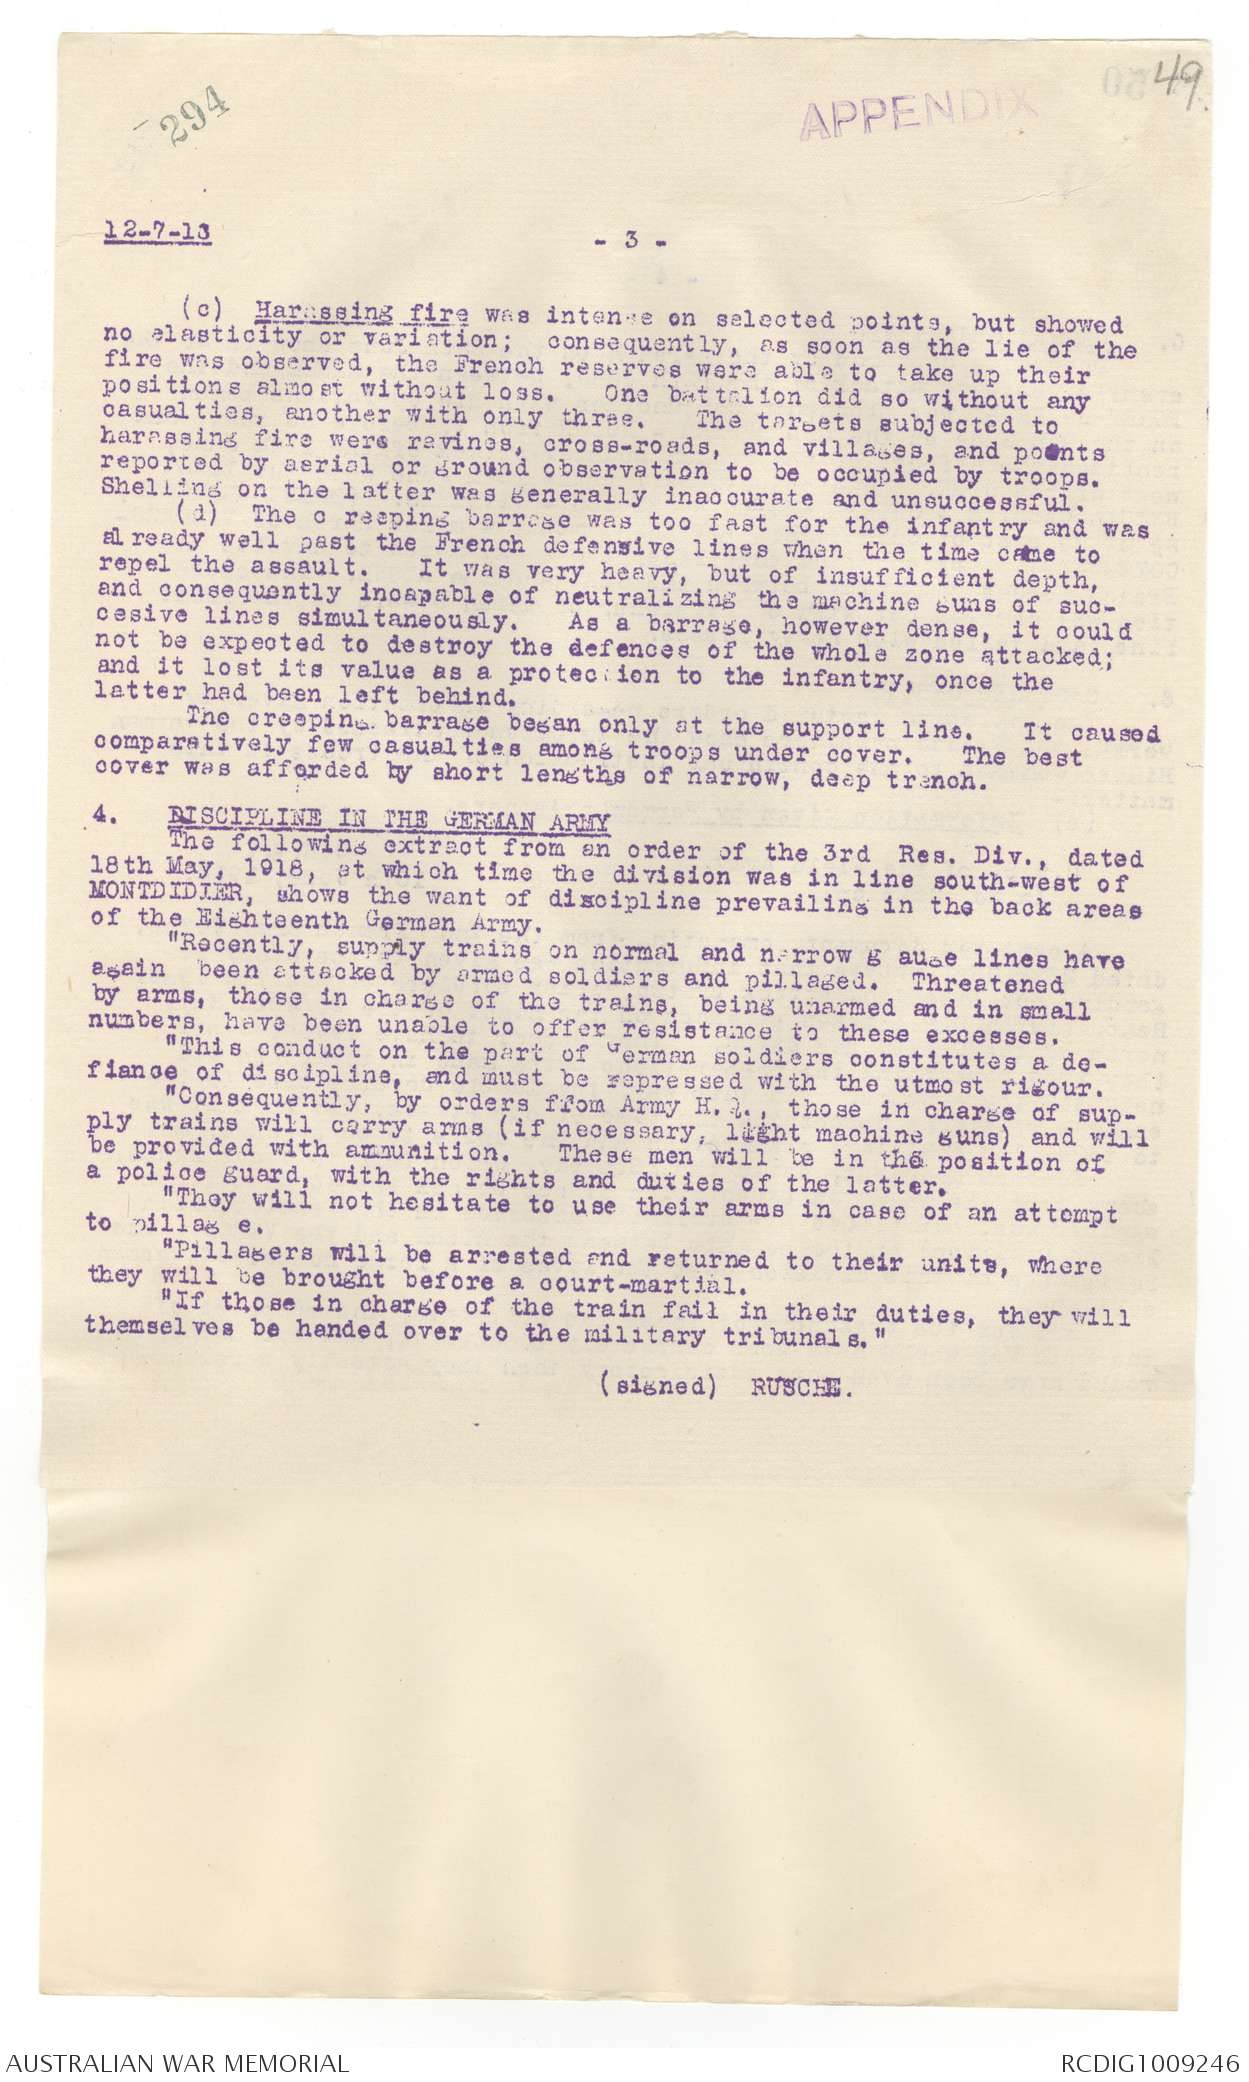 294
APPENDIX
49.
12-7-18
- 3 -
(c) Harassing fire was intense on selected points, but showed
no elasticity or variation; consequently, as soon as the lie of the
fire was observed, the French reserves were able to take up their
positions almost without loss. One battalion did so without any
casualties, another with only three. The targets subjected to
harassing fire were ravines, cross-roads, and villages, and points
reported by aerial or ground observation to be occupied by troops.
Shelling on the latter was generally inaccurate and unsuccessful.
(d) The c reeping barrage was too fast for the infantry and was
already well past the French defensive lines when the time came to
repel the assault. It was very heavy, but of insufficient depth,
and consequently incapable of neutralizing the machine guns of suc-
cesive lines simultaneously. As a barrage, however dense, it could
not be expected to destroy the defences of the whole zone attacked;
and it lost its value as a protection to the infantry, once the
latter had been left behind.
The creeping barrage began only at the support line. It caused
comparatively few casualties among troops under cover. The best
cover was afforded by short lengths of narrow, deep trench.
4. DISCIPLINE IN THE GERMAN ARMY
The following extract from an order of the 3rd Res. Div., dated
18th May, 1918, at which time the division was in line south-west of
MONTDIDIER, shows the want of discipline prevailing in the back areas
of the Eighteenth German Army.
"Recently, supply trains on normal and narrow g auge lines have
again been attacked by armed soldiers and pillaged. Threatened
by arms, those in charge of the trains, being unarmed and in small
numbers, have been unable to offer resistance to these excesses.
"This conduct on the part of German soldiers constitutes a de-
fiance of discipline, and must be repressed with the utmost rigour.
"Consequently, by orders from Army H.Q., those in charge of sup-
ply trains will carry arms (if necessary, light machine guns) and will
be provided with ammunition. These men will be in the position of
a police guard, with the rights and duties of the latter.
"They will not hesitate to use their arms in case of an attempt
to pillag e.
"Pillagers will be arrested and returned to their units, where
they will be brought before a court-martial.
"If those in charge of the train fail in their duties, they will
themselves be handed over to the military tribunals."
(signed) RUSCHE.
AUSTRALIAN WAR MEMORIAL
RCDIG1009246